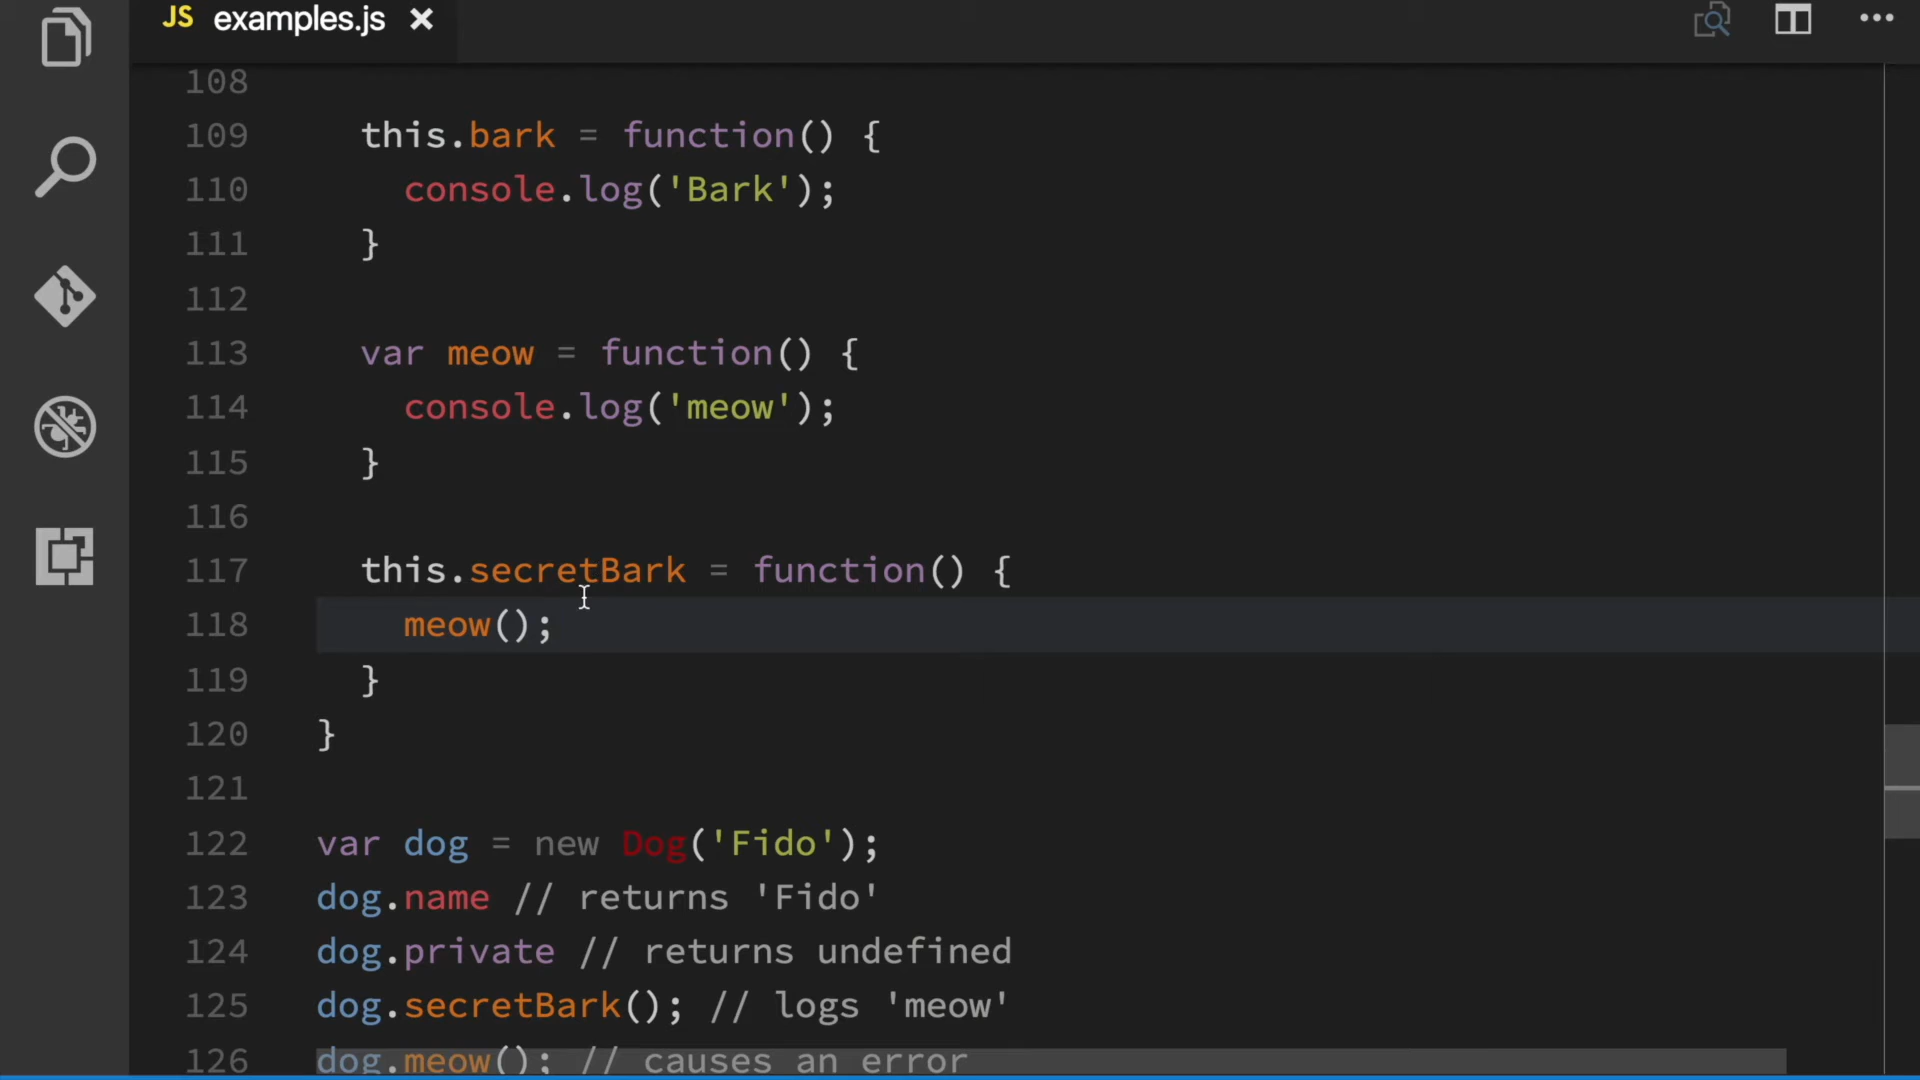 JS examples.js
108
109 this.bark = function() {
110 console.log('Bark');
111 }
112
113 var meow = function() {
114 console.log('meow');
115 }
116
117 this.secretBark = function() {
118 meow();
119 }
120 }
121
122 var dog = new Dog('Fido');
123 dog.name // returns 'Fido'
124 dog.private // returns undefined
125 dog.secretBark(); // logs 'meow'
126 dog.meow(); // causes an error